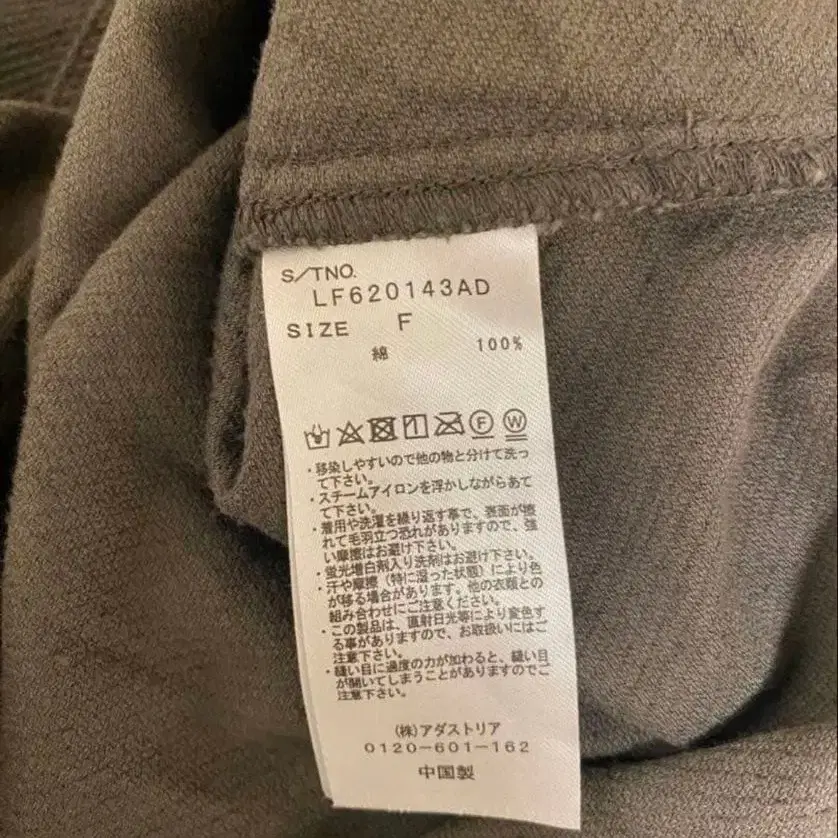 S/TNO.
LF620143AD
SIZE F
綿 100%
F W
・移染しやすいので他の物と分けて洗っ
て下さい。
・スチームアイロンを浮かしながらあて
て下さい。
・着用や洗濯を繰り返す事で、表面が擦
れて毛羽立つ恐れがありますので、強
い摩擦はお避け下さい。
・蛍光増白剤入り洗剤はお避け下さい。
・汗や摩擦（特に湿った状態）により色
が移る場合があります。他の衣類との
組み合わせにご注意ください。
・この製品は、直射日光等により変色す
る事がありますので、お取扱いにはご
注意下さい。
・縫い目に過度の力が加わると、縫い目
が開いてしまうことがありますのでご
注意下さい。
(株)アダストリア
0120-601-162
中国製